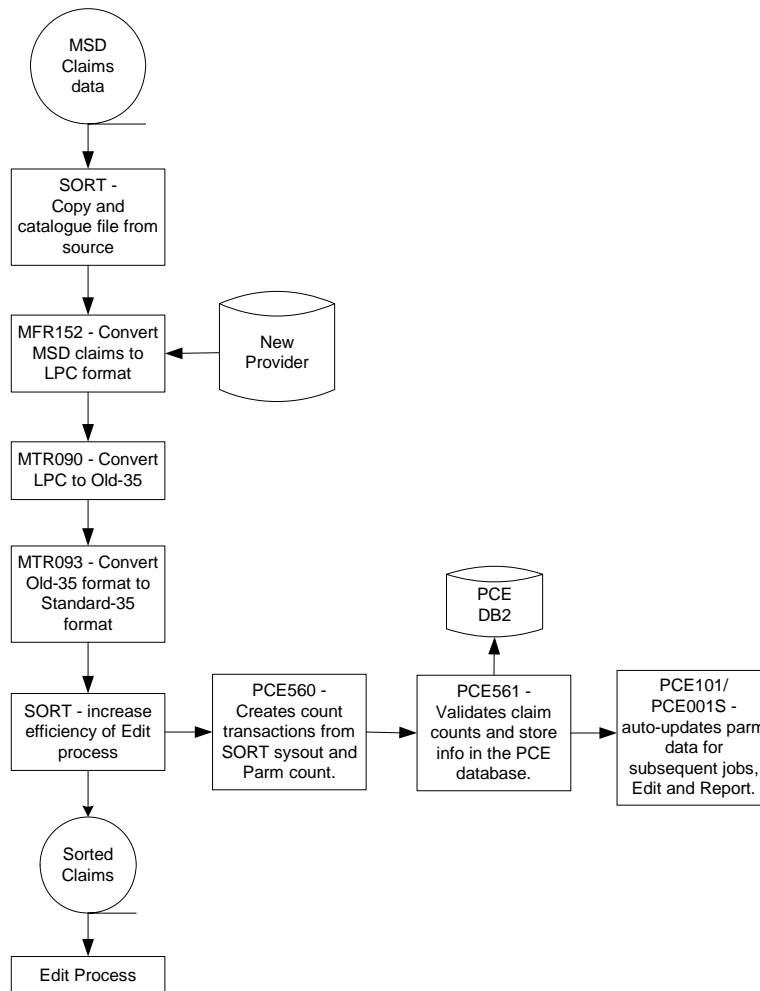 MSD
Claims
data
SORT -
Copy and
catalogue file from
source
MFR152 - Convert
MSD claims to
LPC format
New
Provider
MTR090 - Convert
LPC to Old-35
MTR093 - Convert
Old-35 format to
Standard-35
format
PCE
DB2
SORT - increase
efficiency of Edit
process
PCE560 -
Creates count
transactions from
SORT sysout and
Parm count.
PCE561 -
Validates claim
counts and store
info in the PCE
database.
PCE101/
PCE001S -
auto-updates parm
data for
subsequent jobs,
Edit and Report.
Sorted
Claims
Edit Process